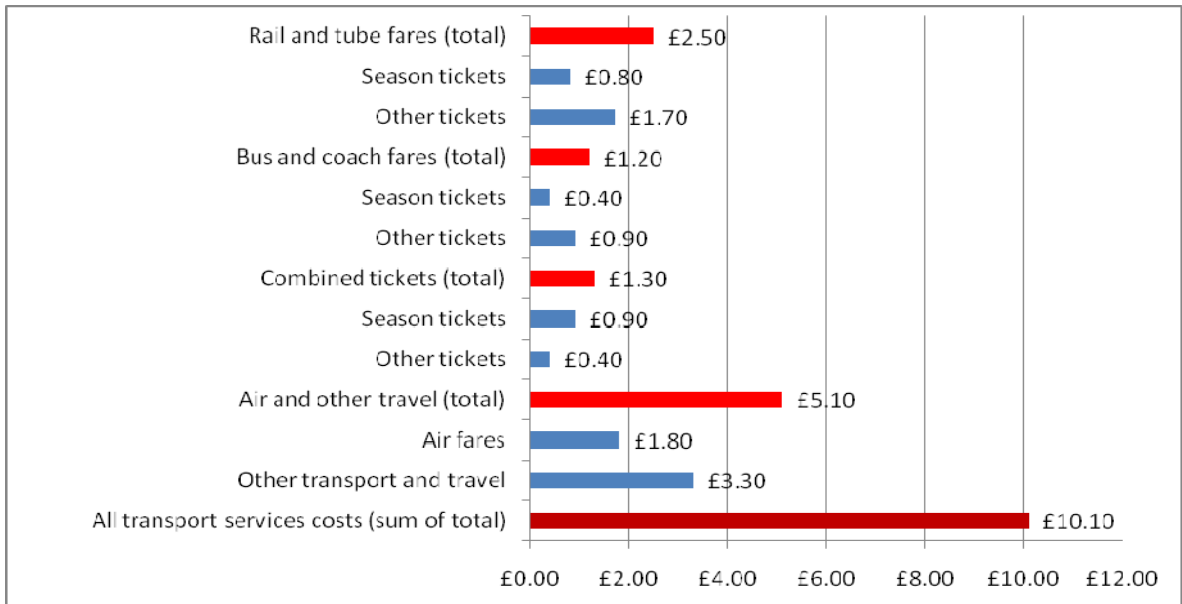 Rail and tube fares (total) £2.50
Season tickets £0.80
Other tickets £1.70
Bus and coach fares (total) £1.20
Season tickets £0.40
Other tickets £0.90
Combined tickets (total) £1.30
Season tickets £0.90
Other tickets £0.40
Air and other travel (total) £5.10
Air fares £1.80
Other transport and travel £3.30
All transport services costs (sum of total) £10.10
£0.00 £2.00 £4.00 £6.00 £8.00 £10.00 £12.00